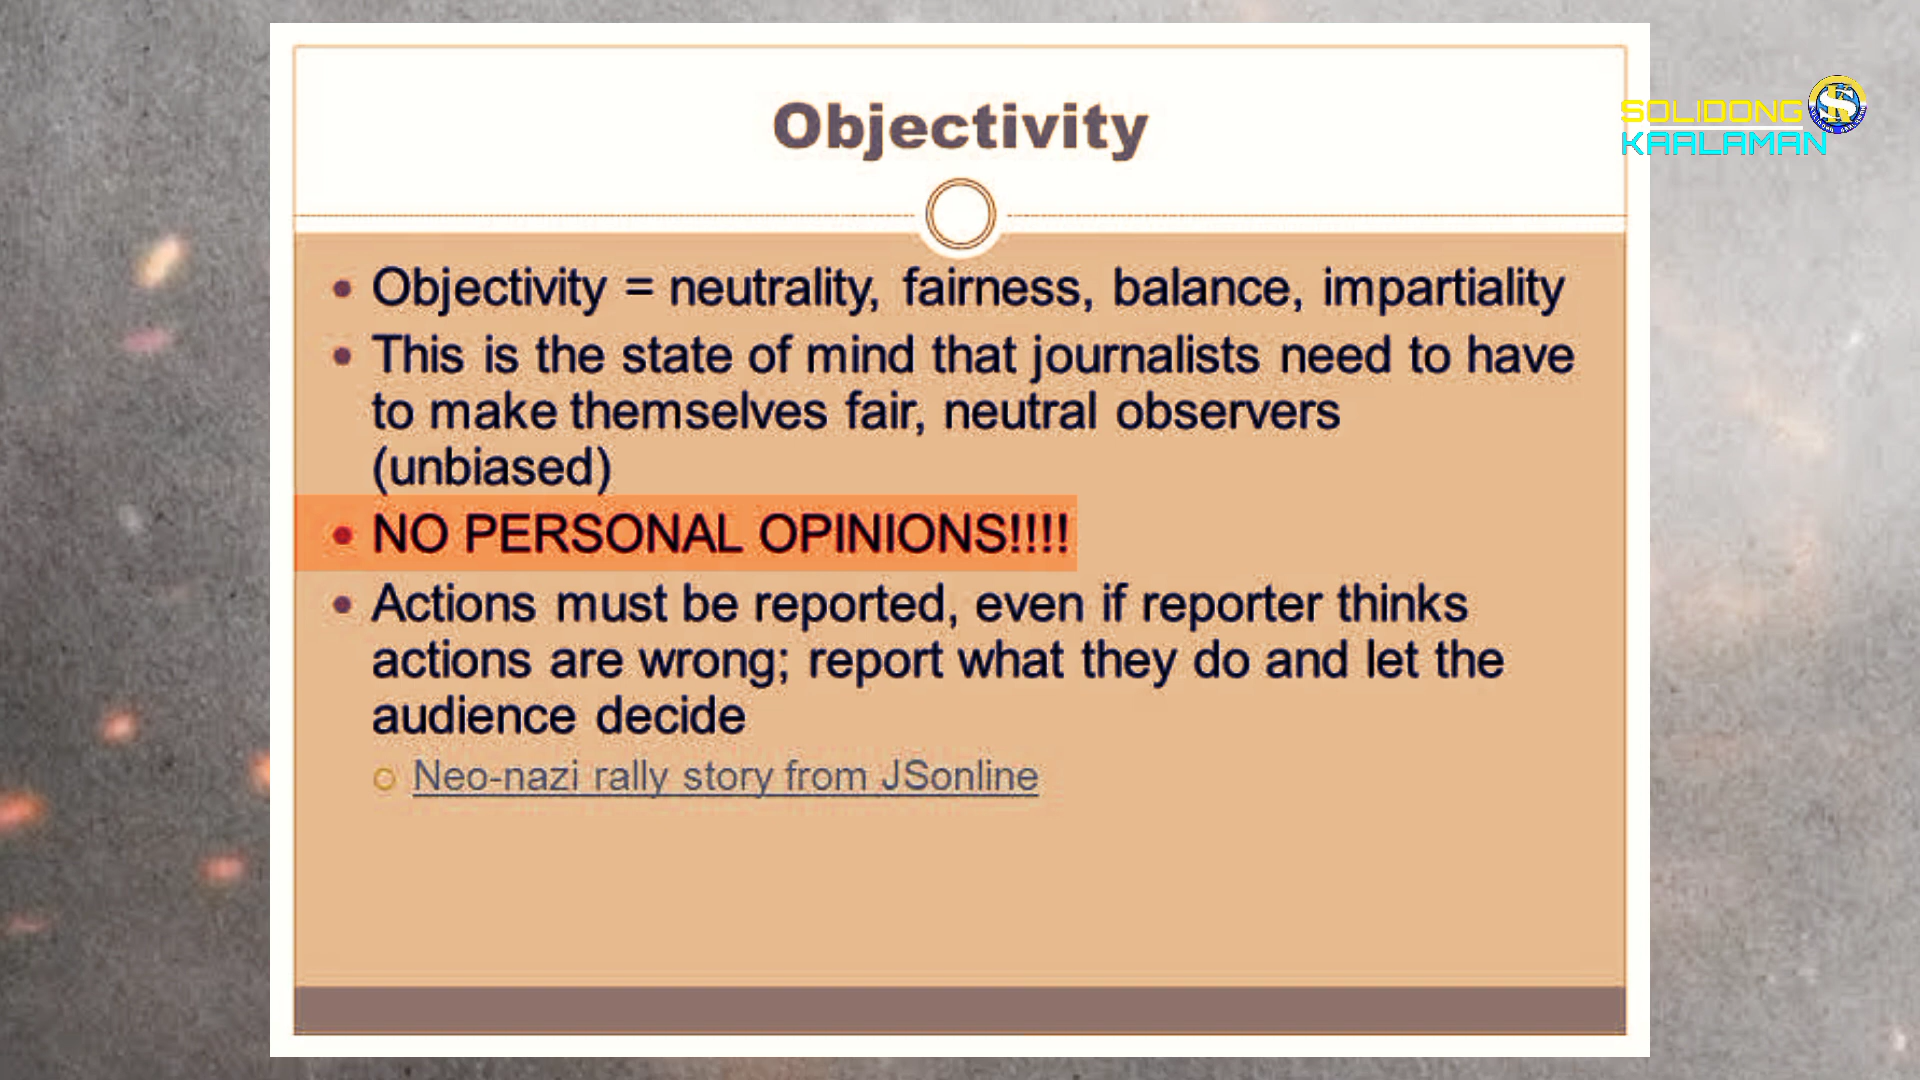 Objectivity
SOLIDONG
KAALAMAN
• Objectivity = neutrality, fairness, balance, impartiality
• This is the state of mind that journalists need to have
to make themselves fair, neutral observers
(unbiased)
• NO PERSONAL OPINIONS!!!!
• Actions must be reported, even if reporter thinks
actions are wrong; report what they do and let the
audience decide
Neo-nazi rally story from JSonline